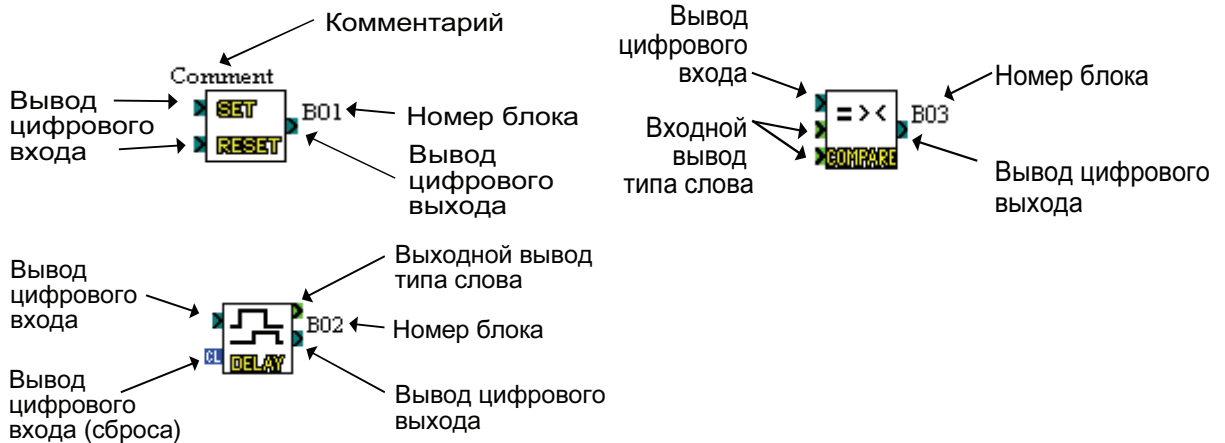 Комментарий
Comment
Вывод
цифрового
входа
SET
RESET
B01
Номер блока
Вывод
цифрового
выхода
Вывод
цифрового
входа
Входной
вывод
типа слова
= > <
COMPARE
B03
Номер блока
Вывод цифрового
выхода
Вывод
цифрового
входа
Вывод
цифрового
входа (сброса)
CL
DELAY
B02
Выходной вывод
типа слова
Номер блока
Вывод цифрового
выхода